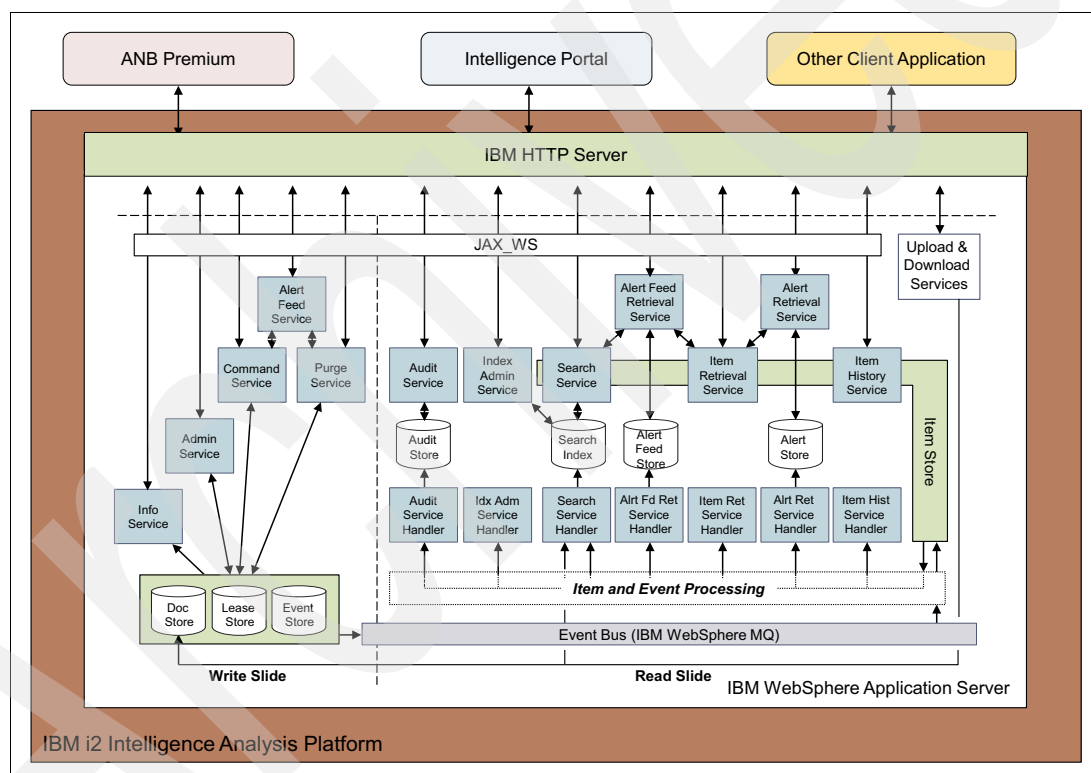 ANB Premium
Intelligence Portal
Other Client Application
IBM HTTP Server
JAX_WS
Upload &
Download
Services
Alert
Feed
Service
Alert Feed
Retrieval
Service
Alert
Retrieval
Service
Command
Service
Purge
Service
Audit
Service
Index
Admin
Service
Search
Service
Item
Retrieval
Service
Item
History
Service
Item Store
Admin
Service
Audit
Store
Search
Index
Alert
Feed
Store
Alert
Store
Info
Service
Audit
Service
Handler
Idx Adm
Service
Handler
Search
Service
Handler
Alrt Fd Ret
Service
Handler
Item Ret
Service
Handler
Alrt Ret
Service
Handler
Item Hist
Service
Handler
Item and Event Processing
Doc
Store
Lease
Store
Event
Store
Event Bus (IBM WebSphere MQ)
Write Slide
Read Slide
IBM WebSphere Application Server
IBM i2 Intelligence Analysis Platform